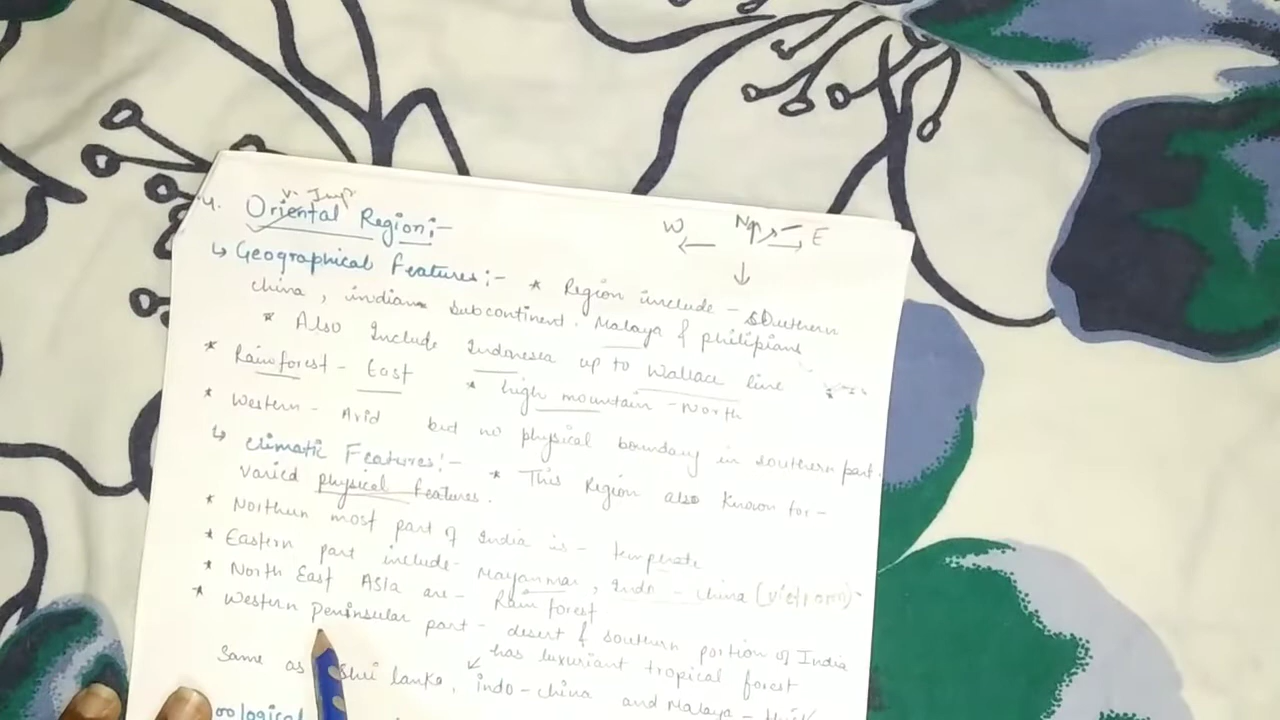 v. Imp
4. Oriental Region:-
W N E
↳ Geographical Features:- * Region include - Southern
China, indian subcontinent. Malaya & philipians
* Also Include Indonesia up to Wallace line
* Rainforest - East * high mountain - North
* Western - Arid but no physical boundary in southern part.
↳ Climatic Features:- * This Region also known for -
varied physical features.
* Northern most part of India is - temperate
* Eastern part include - Mayanmar, Indo - China (vietnam)
* North East Asia are - Rain forest
* Western Peninsular part - desert & southern portion of India
has luxuriant tropical forest
Same as Shri lanka, indo-china and Malaya -